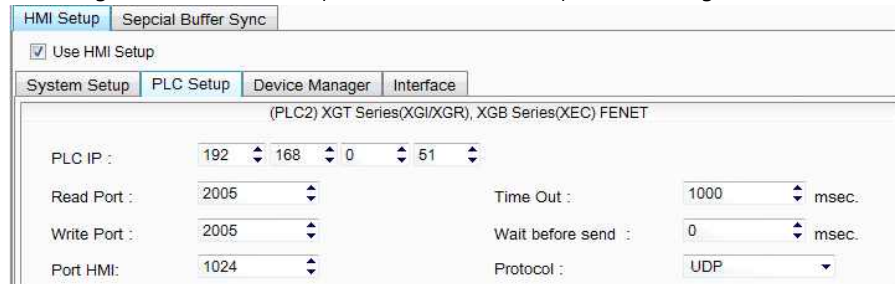 HMI Setup Sepcial Buffer Sync
Use HMI Setup
System Setup PLC Setup Device Manager Interface
(PLC2) XGT Series(XGI/XGR), XGB Series(XEC) FENET
PLC IP : 192 168 0 51
Read Port : 2005 Time Out : 1000 msec.
Write Port : 2005 Wait before send : 0 msec.
Port HMI: 1024 Protocol : UDP